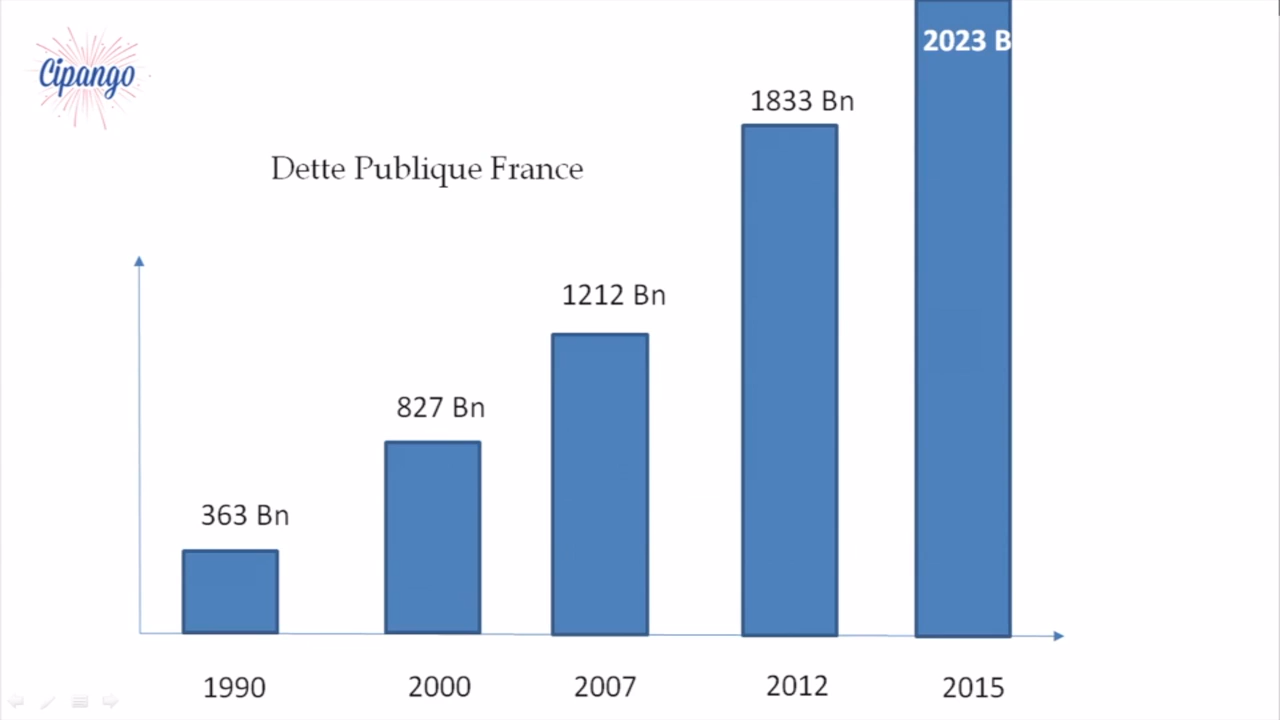 Cipango
2023 B
1833 Bn
Dette Publique France
1212 Bn
827 Bn
363 Bn
1990 2000 2007 2012 2015